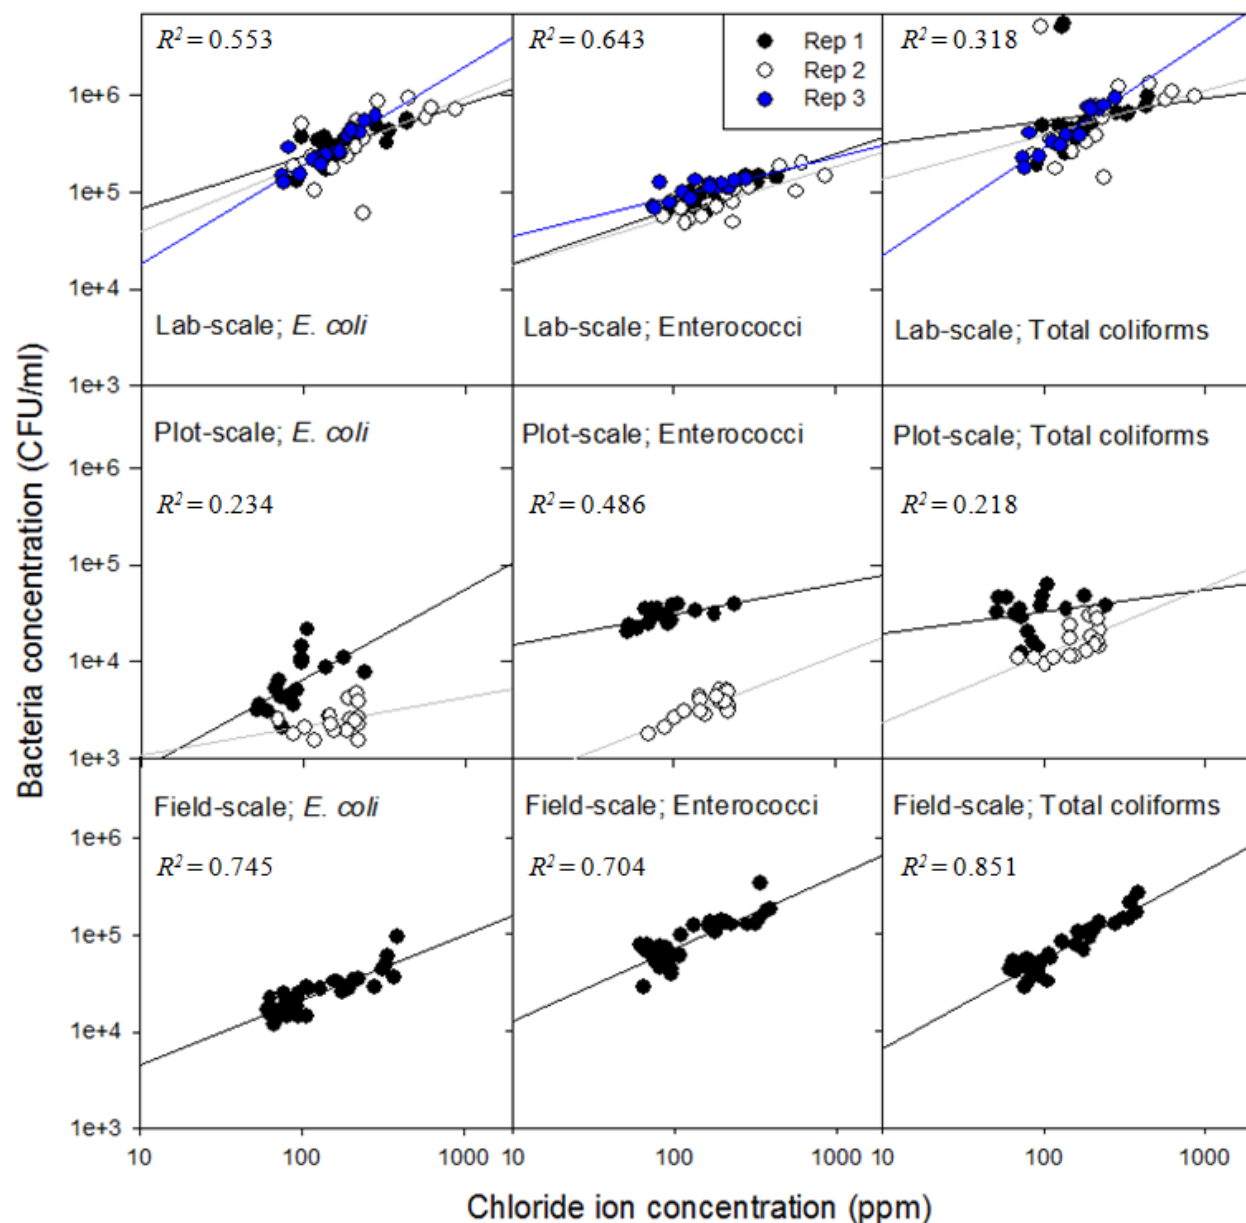 R² = 0.553
R² = 0.643
Rep 1
Rep 2
Rep 3
R² = 0.318
1e+6
1e+5
1e+4
1e+3
Lab-scale; E. coli
Lab-scale; Enterococci
Lab-scale; Total coliforms
Plot-scale; E. coli
Plot-scale; Enterococci
Plot-scale; Total coliforms
R² = 0.234
R² = 0.486
R² = 0.218
1e+6
1e+5
1e+4
1e+3
Bacteria concentration (CFU/ml)
Field-scale; E. coli
Field-scale; Enterococci
Field-scale; Total coliforms
R² = 0.745
R² = 0.704
R² = 0.851
1e+6
1e+5
1e+4
1e+3
10 100 1000 10 100 1000 10 100 1000
Chloride ion concentration (ppm)